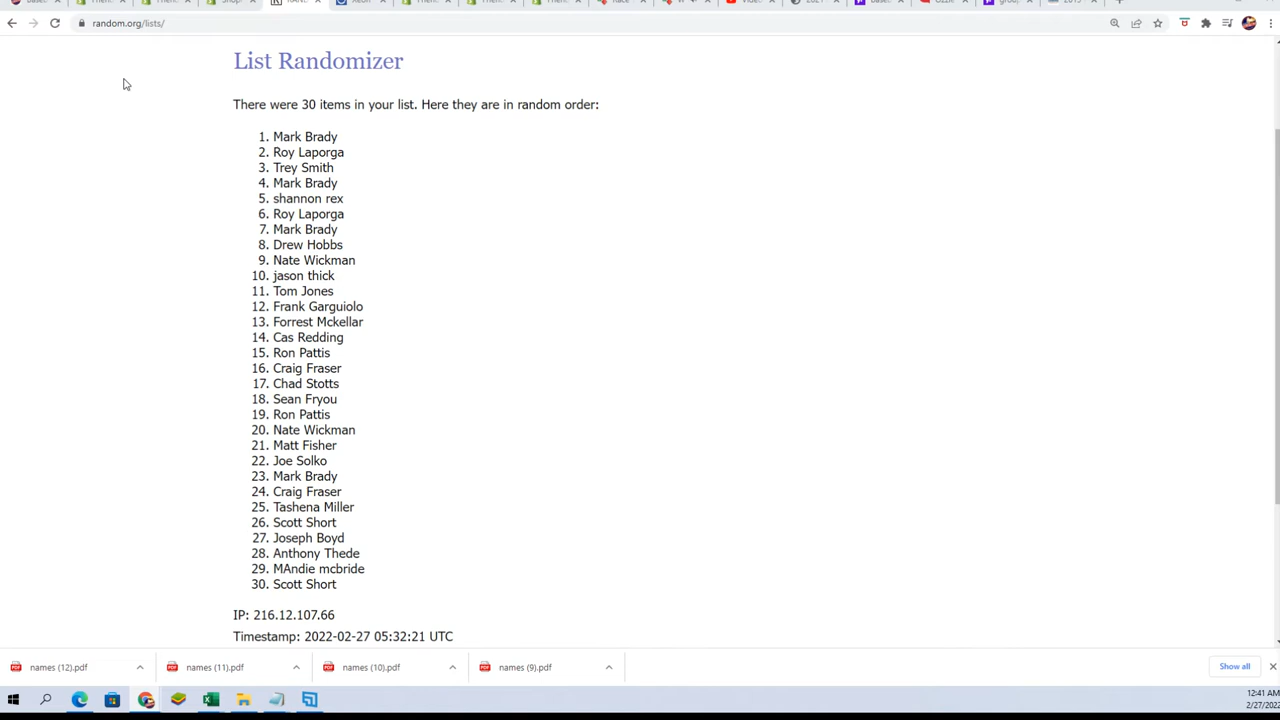 random.org/lists/
List Randomizer
There were 30 items in your list. Here they are in random order:
1. Mark Brady
2. Roy Laporga
3. Trey Smith
4. Mark Brady
5. shannon rex
6. Roy Laporga
7. Mark Brady
8. Drew Hobbs
9. Nate Wickman
10. jason thick
11. Tom Jones
12. Frank Garguiolo
13. Forrest Mckellar
14. Cas Redding
15. Ron Pattis
16. Craig Fraser
17. Chad Stotts
18. Sean Fryou
19. Ron Pattis
20. Nate Wickman
21. Matt Fisher
22. Joe Solko
23. Mark Brady
24. Craig Fraser
25. Tashena Miller
26. Scott Short
27. Joseph Boyd
28. Anthony Thede
29. MAndie mcbride
30. Scott Short
IP: 216.12.107.66
Timestamp: 2022-02-27 05:32:21 UTC
names (12).pdf names (11).pdf names (10).pdf names (9).pdf Show all
12:41 AM
2/27/202